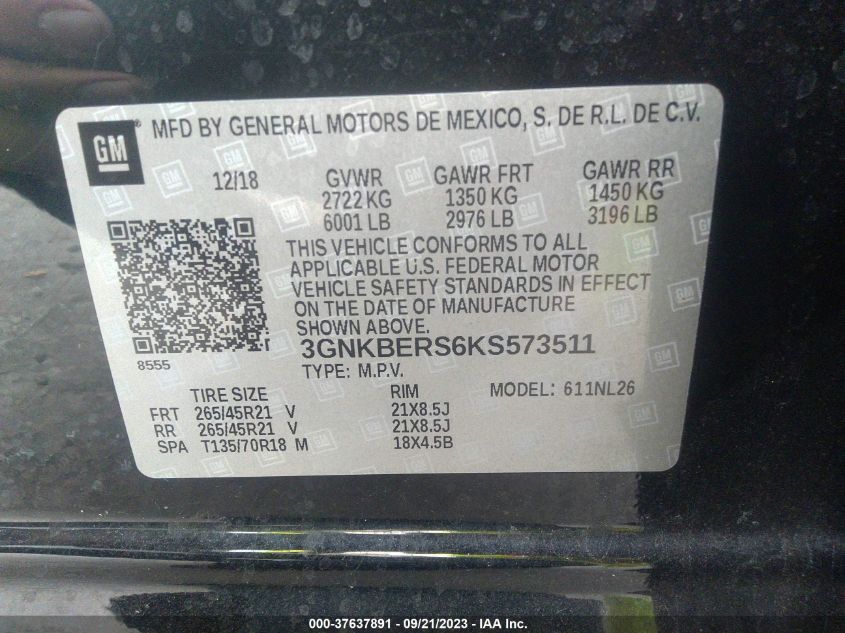 GM
MFD BY GENERAL MOTORS DE MEXICO, S. DE R.L. DE C.V.
12/18 GVWR GAWR FRT GAWR RR
2722 KG 1350 KG 1450 KG
6001 LB 2976 LB 3196 LB
THIS VEHICLE CONFORMS TO ALL
APPLICABLE U.S. FEDERAL MOTOR
VEHICLE SAFETY STANDARDS IN EFFECT
ON THE DATE OF MANUFACTURE
SHOWN ABOVE.
8555
3GNKBERS6KS573511
TYPE: M.P.V.
TIRE SIZE RIM MODEL: 611NL26
FRT 265/45R21 V 21X8.5J
RR 265/45R21 V 21X8.5J
SPA T135/70R18 M 18X4.5B
000-37637891 - 09/21/2023 - IAA Inc.